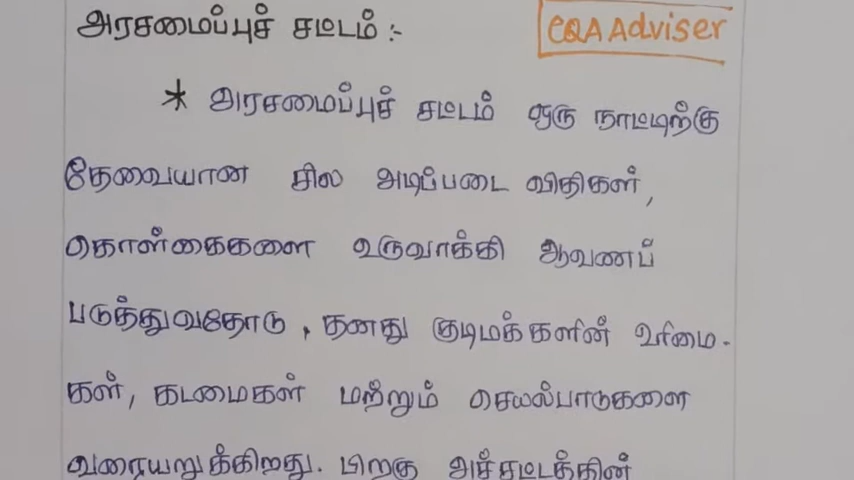 அரசமைப்புச் சட்டம் :-
CQA Adviser
* அரசமைப்புச் சட்டம் ஒரு நாட்டிற்கு
தேவையான சில அடிப்படை விதிகள்,
கொள்கைகளை உருவாக்கி ஆவணப்
படுத்துவதோடு, தனது குடிமக்களின் உரிமை-
கள், கடமைகள் மற்றும் செயல்பாடுகளை
வரையறுக்கிறது. பிறகு அச்சட்டத்தின்